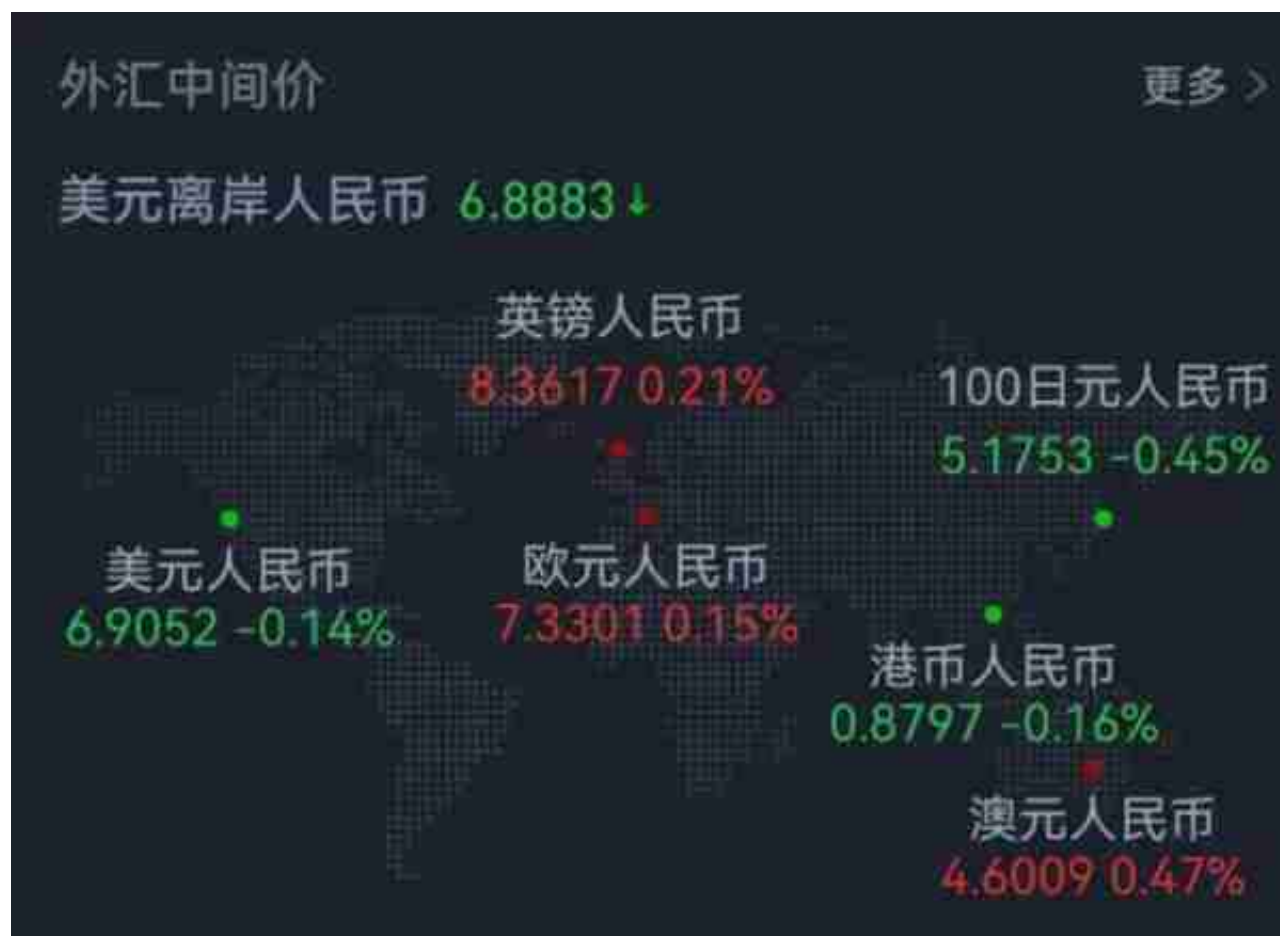 外汇中间价
更多 >
美元离岸人民币 6.8883↓
英镑人民币
8.3617 0.21%
100日元人民币
5.1753 -0.45%
美元人民币
6.9052 -0.14%
欧元人民币
7.3301 0.15%
港币人民币
0.8797 -0.16%
澳元人民币
4.6009 0.47%